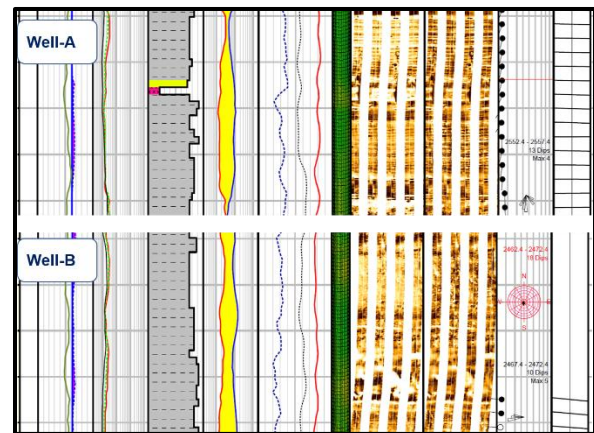 Well-A
2552.4 - 2557.4
13 Dips
Max 4
Well-B
2462.4 - 2472.4
19 Dips
N
S
2467.4 - 2472.4
10 Dips
Max 5